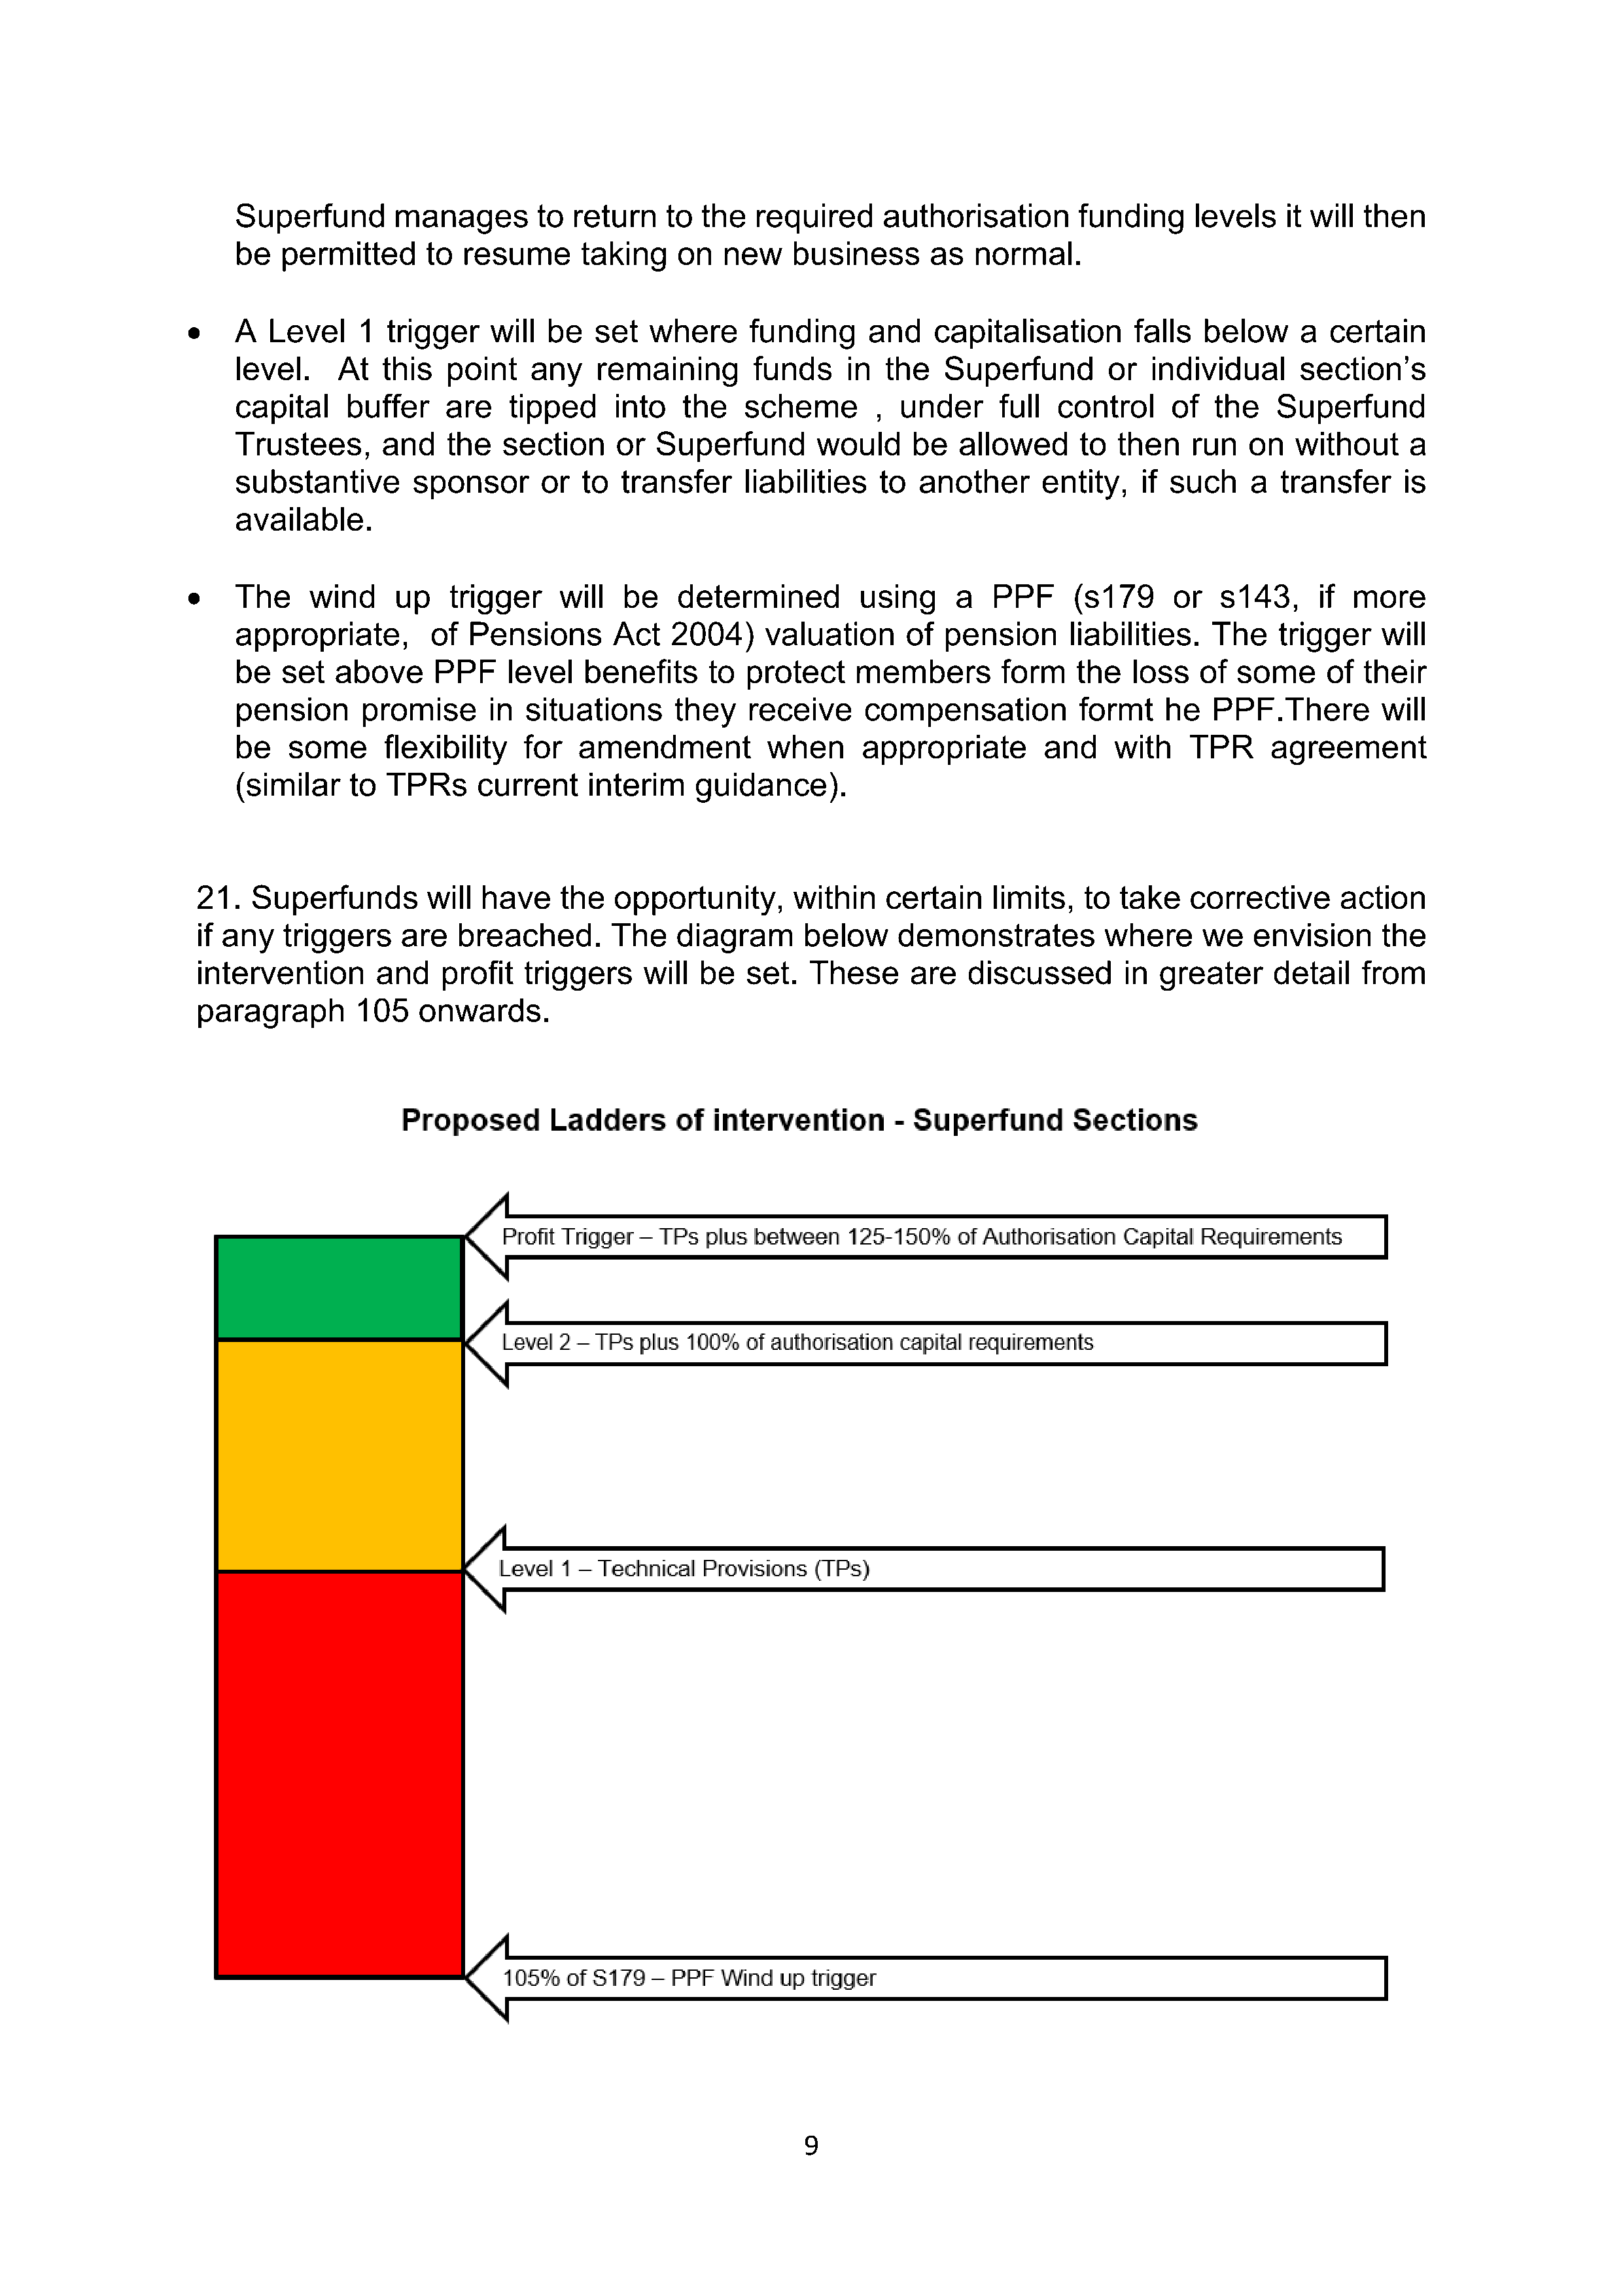 Superfund manages to return to the required authorisation funding levels it will then
be permitted to resume taking on new business as normal.
• A Level 1 trigger will be set where funding and capitalisation falls below a certain
level.  At this point any remaining funds in the Superfund or individual section’s
capital buffer are tipped into the scheme , under full control of the Superfund
Trustees, and the section or Superfund would be allowed to then run on without a
substantive sponsor or to transfer liabilities to another entity, if such a transfer is
available.
• The wind up trigger will be determined using a PPF (s179 or s143, if more
appropriate,  of Pensions Act 2004) valuation of pension liabilities. The trigger will
be set above PPF level benefits to protect members form the loss of some of their
pension promise in situations they receive compensation formt he PPF.There will
be some flexibility for amendment when appropriate and with TPR agreement
(similar to TPRs current interim guidance).
21. Superfunds will have the opportunity, within certain limits, to take corrective action
if any triggers are breached. The diagram below demonstrates where we envision the
intervention and profit triggers will be set. These are discussed in greater detail from
paragraph 105 onwards.
Proposed Ladders of intervention - Superfund Sections
Profit Trigger – TPs plus between 125-150% of Authorisation Capital Requirements
Level 2 – TPs plus 100% of authorisation capital requirements
Level 1 – Technical Provisions (TPs)
105% of S179 – PPF Wind up trigger
9